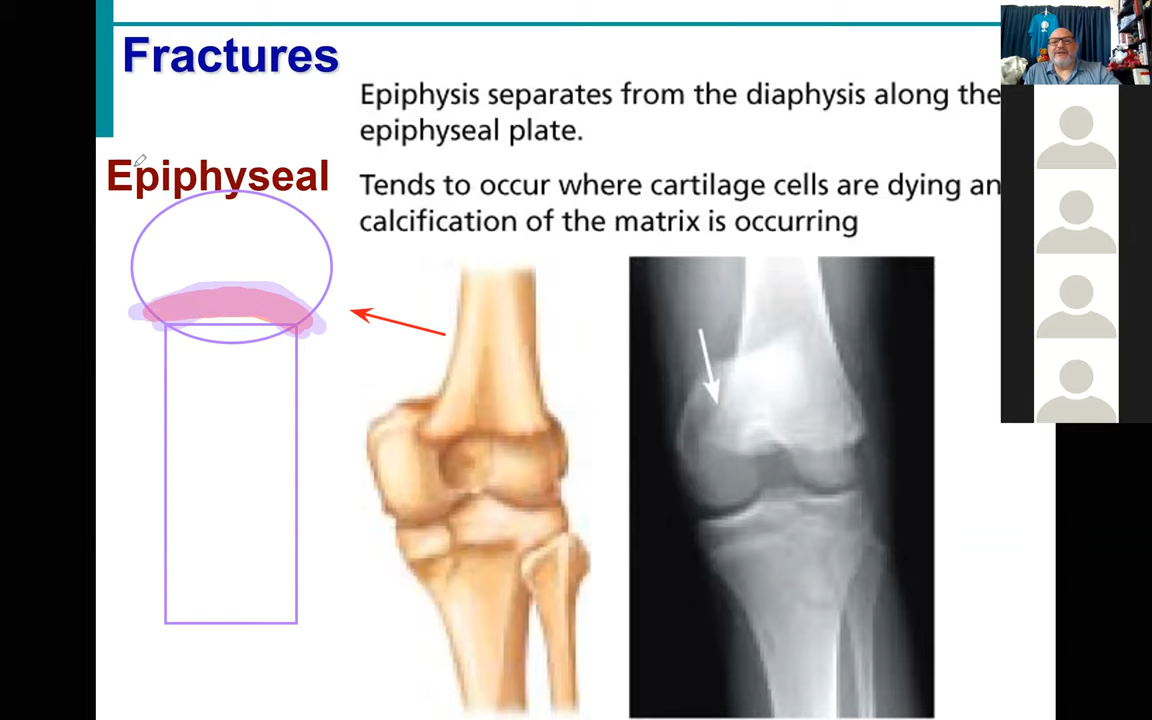 Fractures
Epiphysis separates from the diaphysis along the
epiphyseal plate.
Epiphyseal
Tends to occur where cartilage cells are dying an
calcification of the matrix is occurring